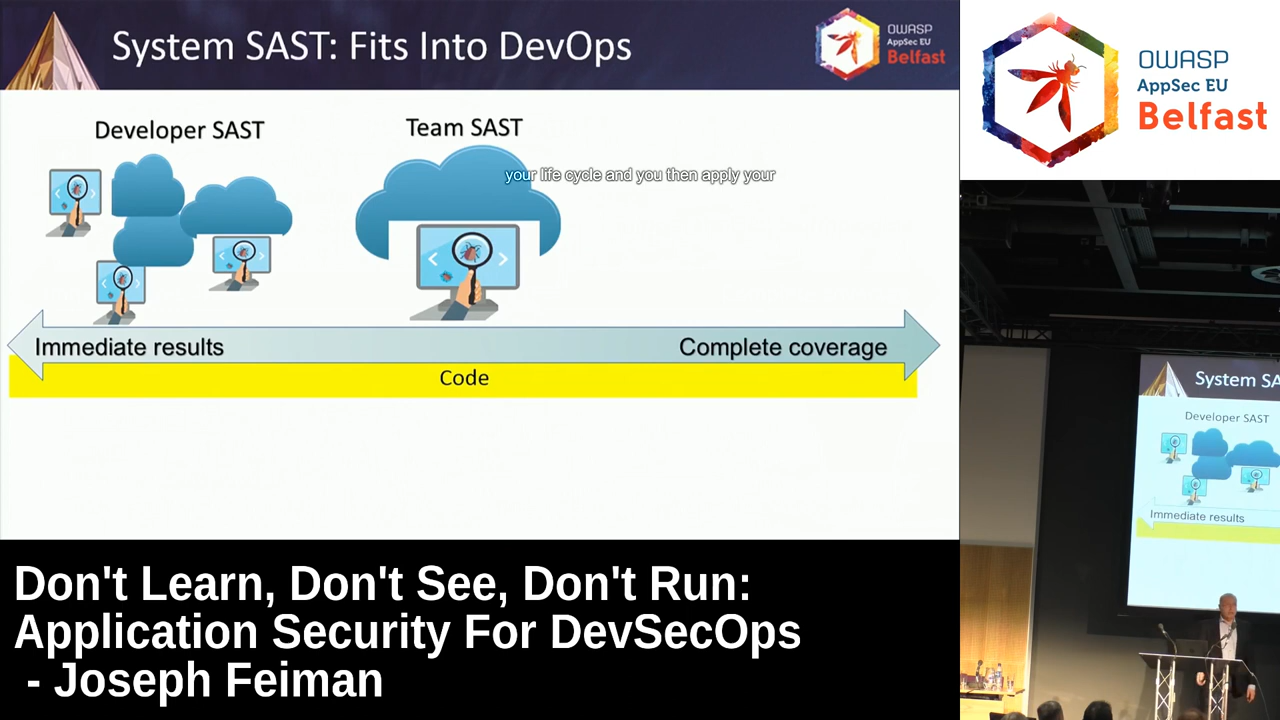 System SAST: Fits Into DevOps
OWASP
AppSec EU
Belfast
Developer SAST
Team SAST
your life cycle and you then apply your
Immediate results
Complete coverage
Code
OWASP
AppSec EU
Belfast
System SA
Developer SAST
Immediate results
Don't Learn, Don't See, Don't Run:
Application Security For DevSecOps
- Joseph Feiman